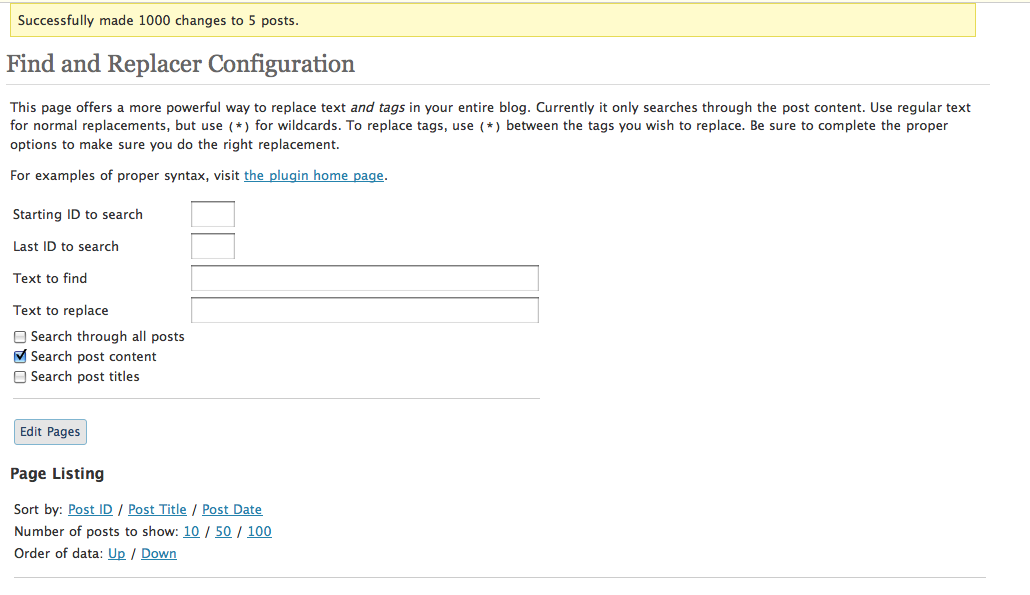 Successfully made 1000 changes to 5 posts.
Find and Replacer Configuration
This page offers a more powerful way to replace text and tags in your entire blog. Currently it only searches through the post content. Use regular text
for normal replacements, but use (*) for wildcards. To replace tags, use (*) between the tags you wish to replace. Be sure to complete the proper
options to make sure you do the right replacement.
For examples of proper syntax, visit the plugin home page.
Starting ID to search
Last ID to search
Text to find
Text to replace
Search through all posts
Search post content
Search post titles
Edit Pages
Page Listing
Sort by: Post ID / Post Title / Post Date
Number of posts to show: 10 / 50 / 100
Order of data: Up / Down